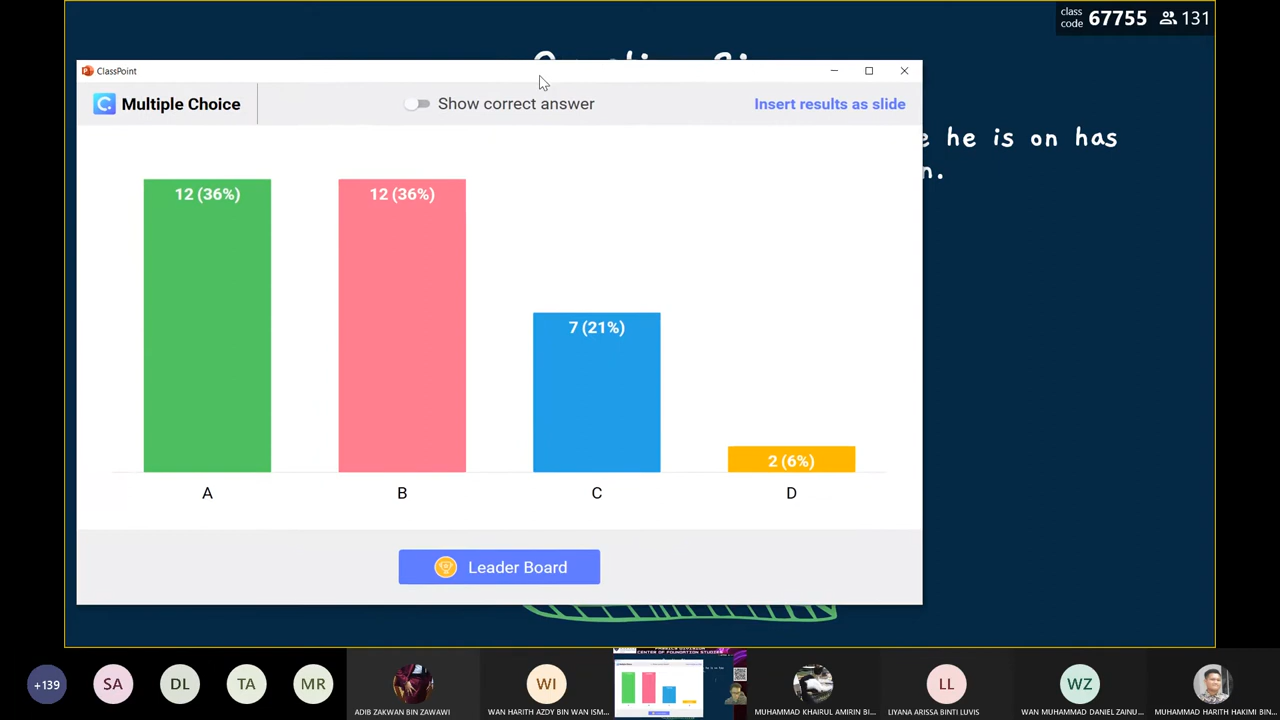 class code 67755 131
ClassPoint
Multiple Choice
Show correct answer
Insert results as slide
he is on has
12 (36%)
12 (36%)
7 (21%)
2 (6%)
A
B
C
D
Leader Board
+139
SA
DL
TA
MR
WI
LL
WZ
ADIB ZAKWAN BIN ZAWAWI
WAN HARITH AZDY BIN WAN ISM...
MUHAMMAD KHAIRUL AMIRIN BI...
LIYANA ARISSA BINTI LUVIS
WAN MUHAMMAD DANIEL ZAINU...
MUHAMMAD HARITH HAKIMI BIN...